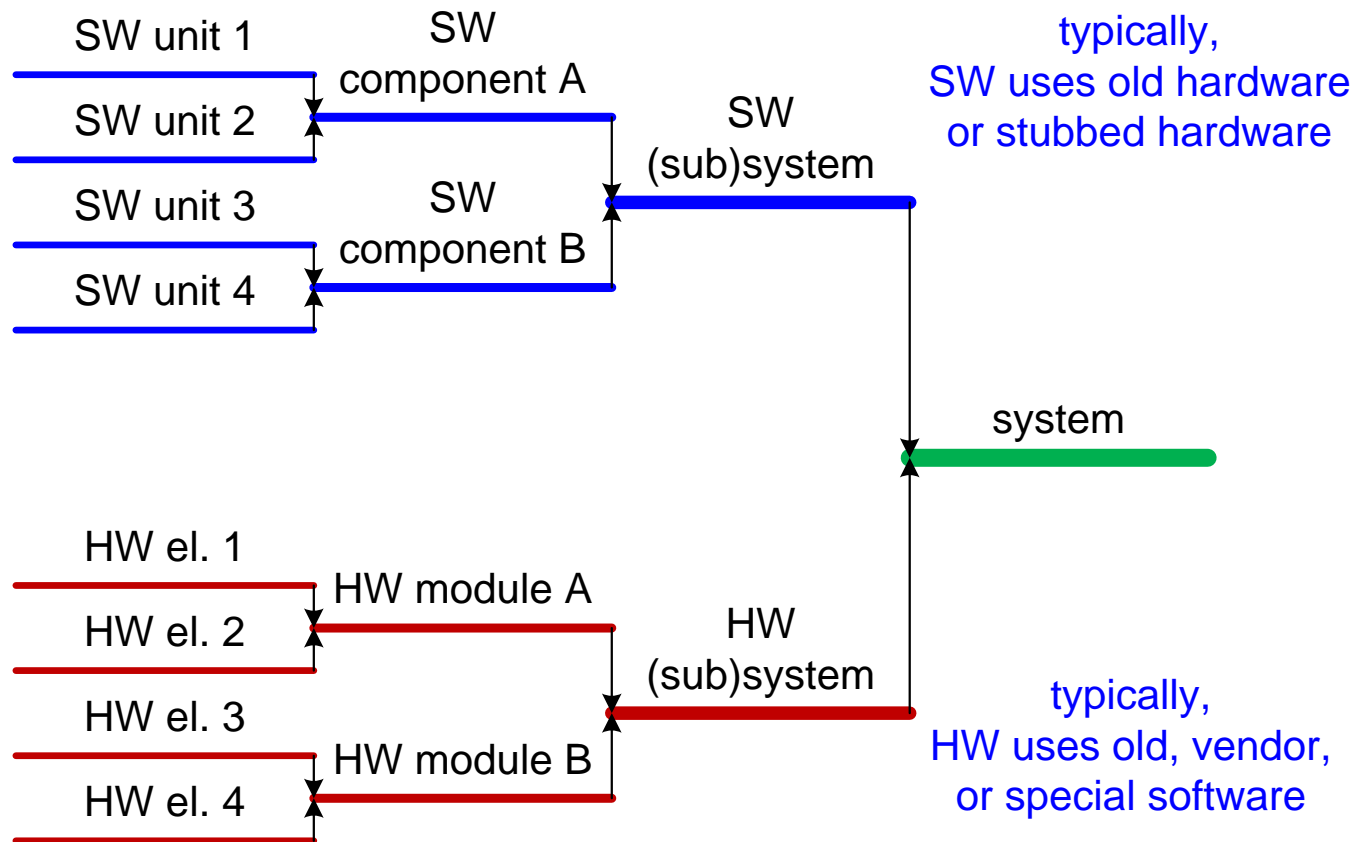 SW unit 1
SW unit 2
SW unit 3
SW unit 4
SW
component A
SW
component B
SW
(sub)system
typically,
SW uses old hardware
or stubbed hardware
system
HW el. 1
HW el. 2
HW el. 3
HW el. 4
HW module A
HW module B
HW
(sub)system
typically,
HW uses old, vendor,
or special software